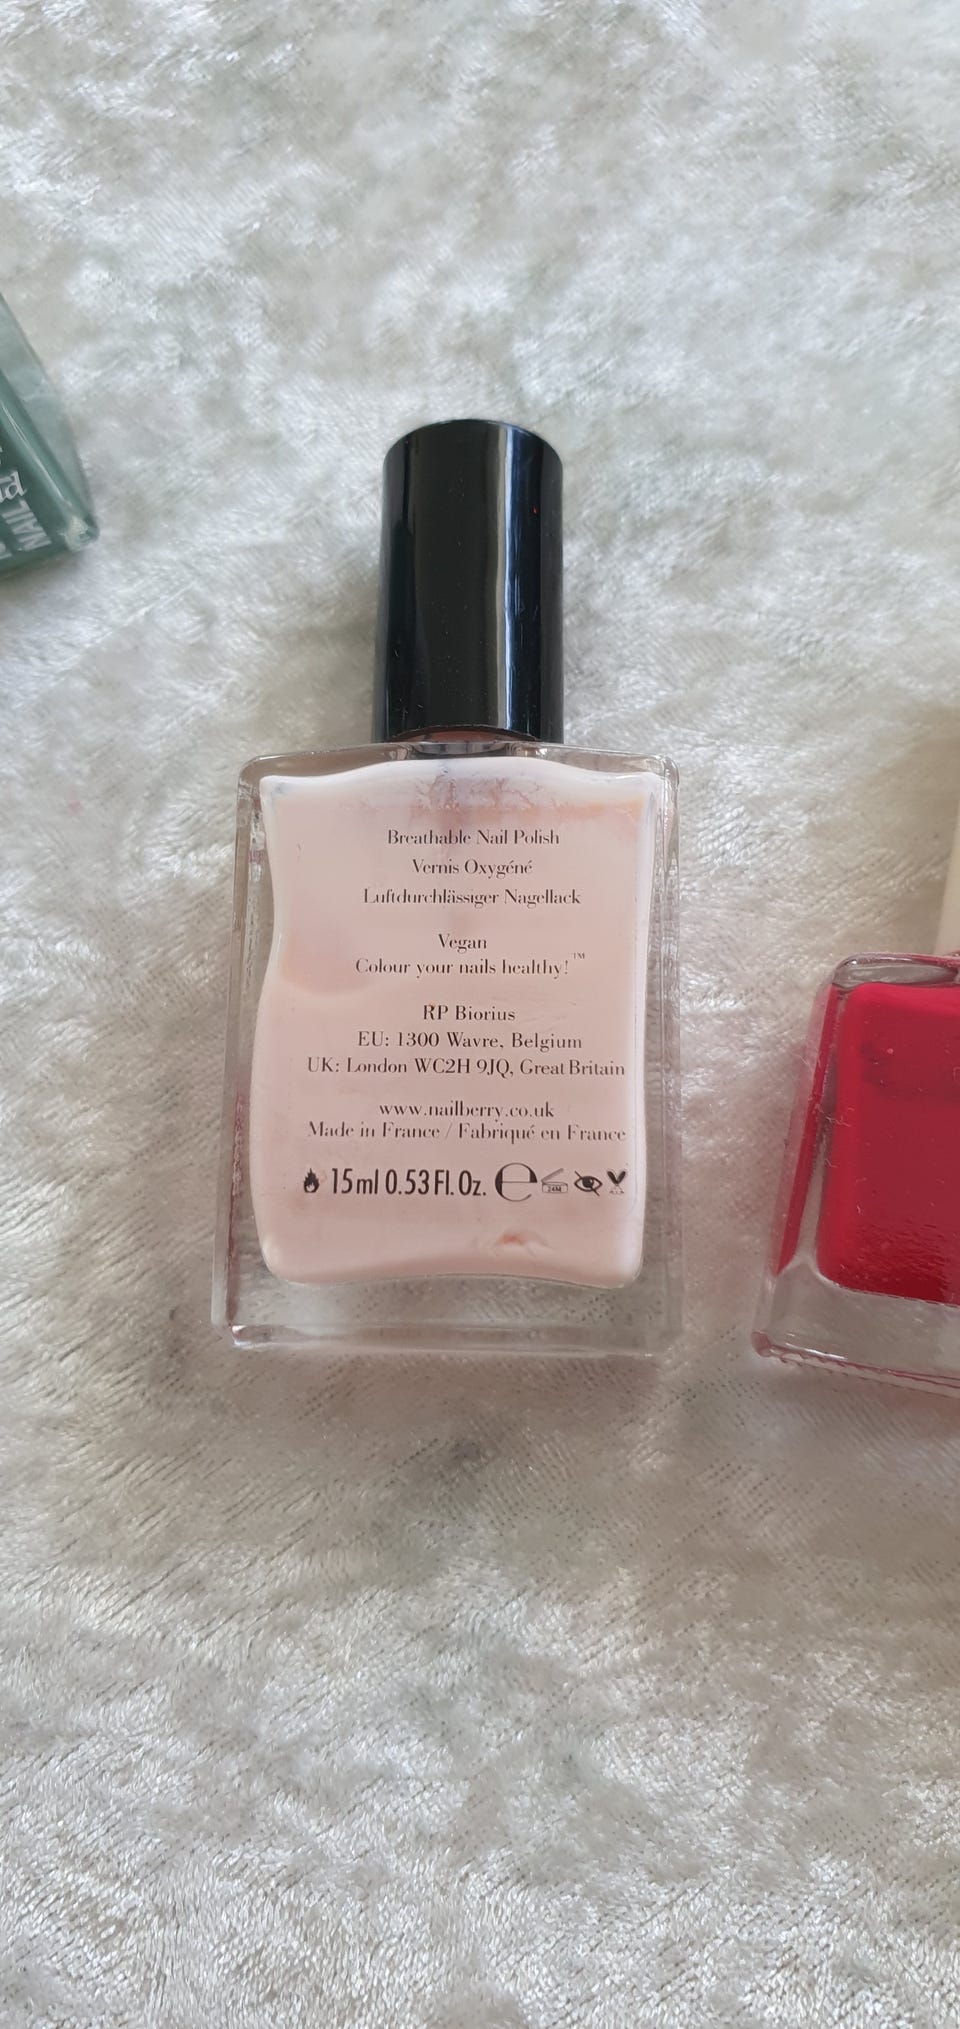 Breathable Nail Polish
Vernis Oxygéné
Luftdurchlässiger Nagellack
Vegan
Colour your nails healthy!™
RP Biorius
EU: 1300 Wavre, Belgium
UK: London WC2H 9JQ, Great Britain
www.nailberry.co.uk
Made in France / Fabriqué en France
15ml 0.53 Fl. Oz. e 24M
NAIL